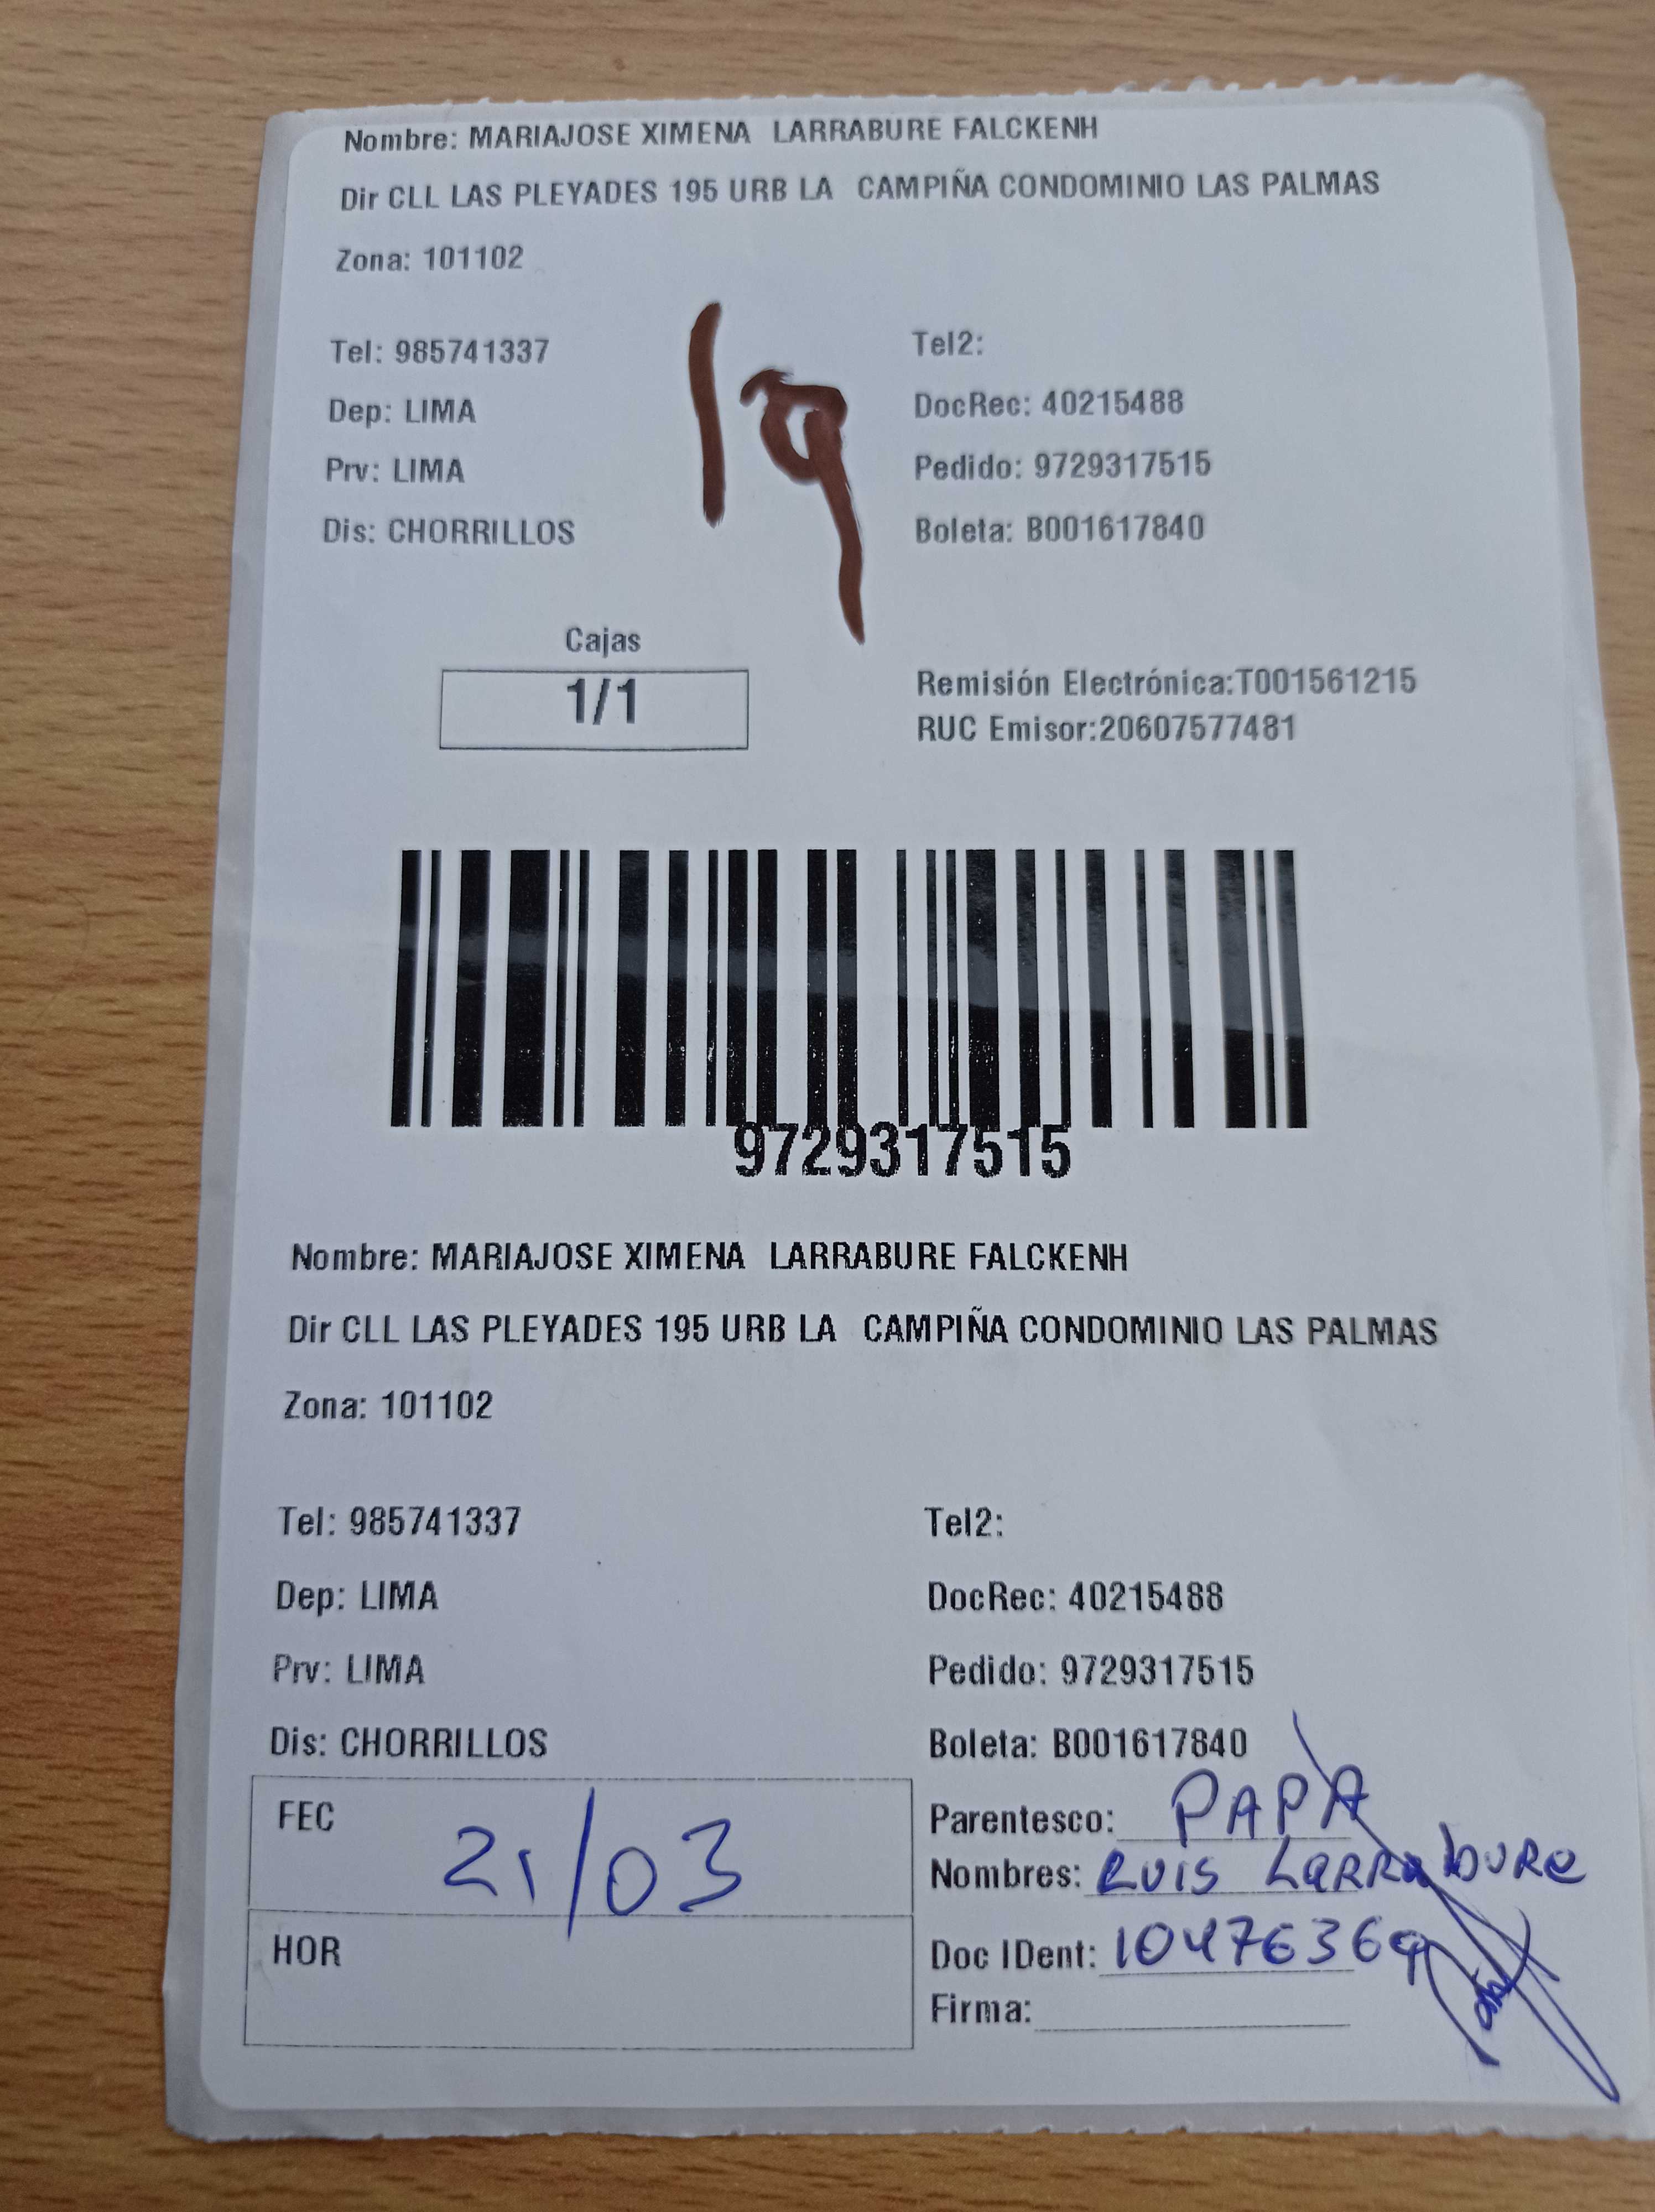 Nombre: MARIAJOSE XIMENA LARRABURE FALCKENH
Dir CLL LAS PLEYADES 195 URB LA CAMPIÑA CONDOMINIO LAS PALMAS
Zona: 101102
Tel: 985741337 Tel2:
Dep: LIMA DocRec: 40215488
Prv: LIMA Pedido: 9729317515
Dis: CHORRILLOS Boleta: B001617840
19
Cajas
1/1
Remisión Electrónica:T001561215
RUC Emisor:20607577481
9729317515
Nombre: MARIAJOSE XIMENA LARRABURE FALCKENH
Dir CLL LAS PLEYADES 195 URB LA CAMPIÑA CONDOMINIO LAS PALMAS
Zona: 101102
Tel: 985741337 Tel2:
Dep: LIMA DocRec: 40215488
Prv: LIMA Pedido: 9729317515
Dis: CHORRILLOS Boleta: B001617840
FEC 21/03
HOR
Parentesco: PAPA
Nombres: LUIS LARRABURE
Doc IDent: 10476369
Firma: